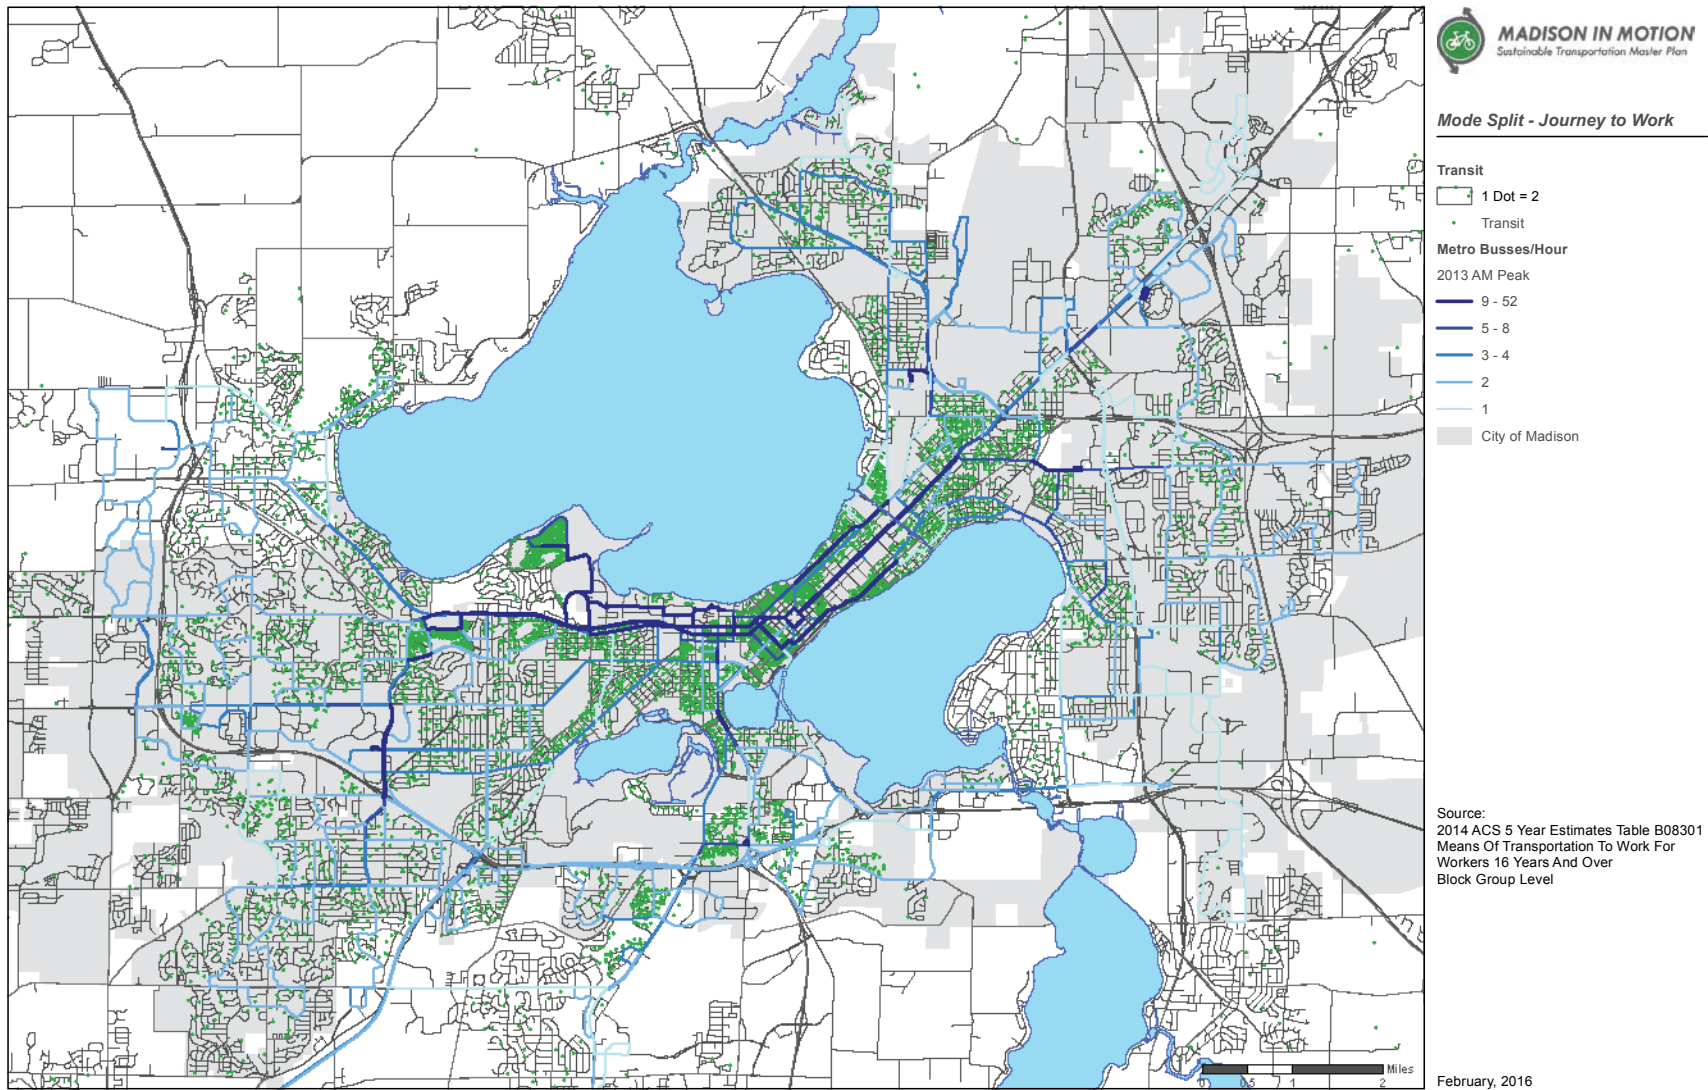 MADISON IN MOTION
Sustainable Transportation Master Plan
Mode Split - Journey to Work
Transit
1 Dot = 2
Transit
Metro Busses/Hour
2013 AM Peak
9 - 52
5 - 8
3 - 4
2
1
City of Madison
Source:
2014 ACS 5 Year Estimates Table B08301
Means Of Transportation To Work For
Workers 16 Years And Over
Block Group Level
Miles
0 0.5 1 2
February, 2016